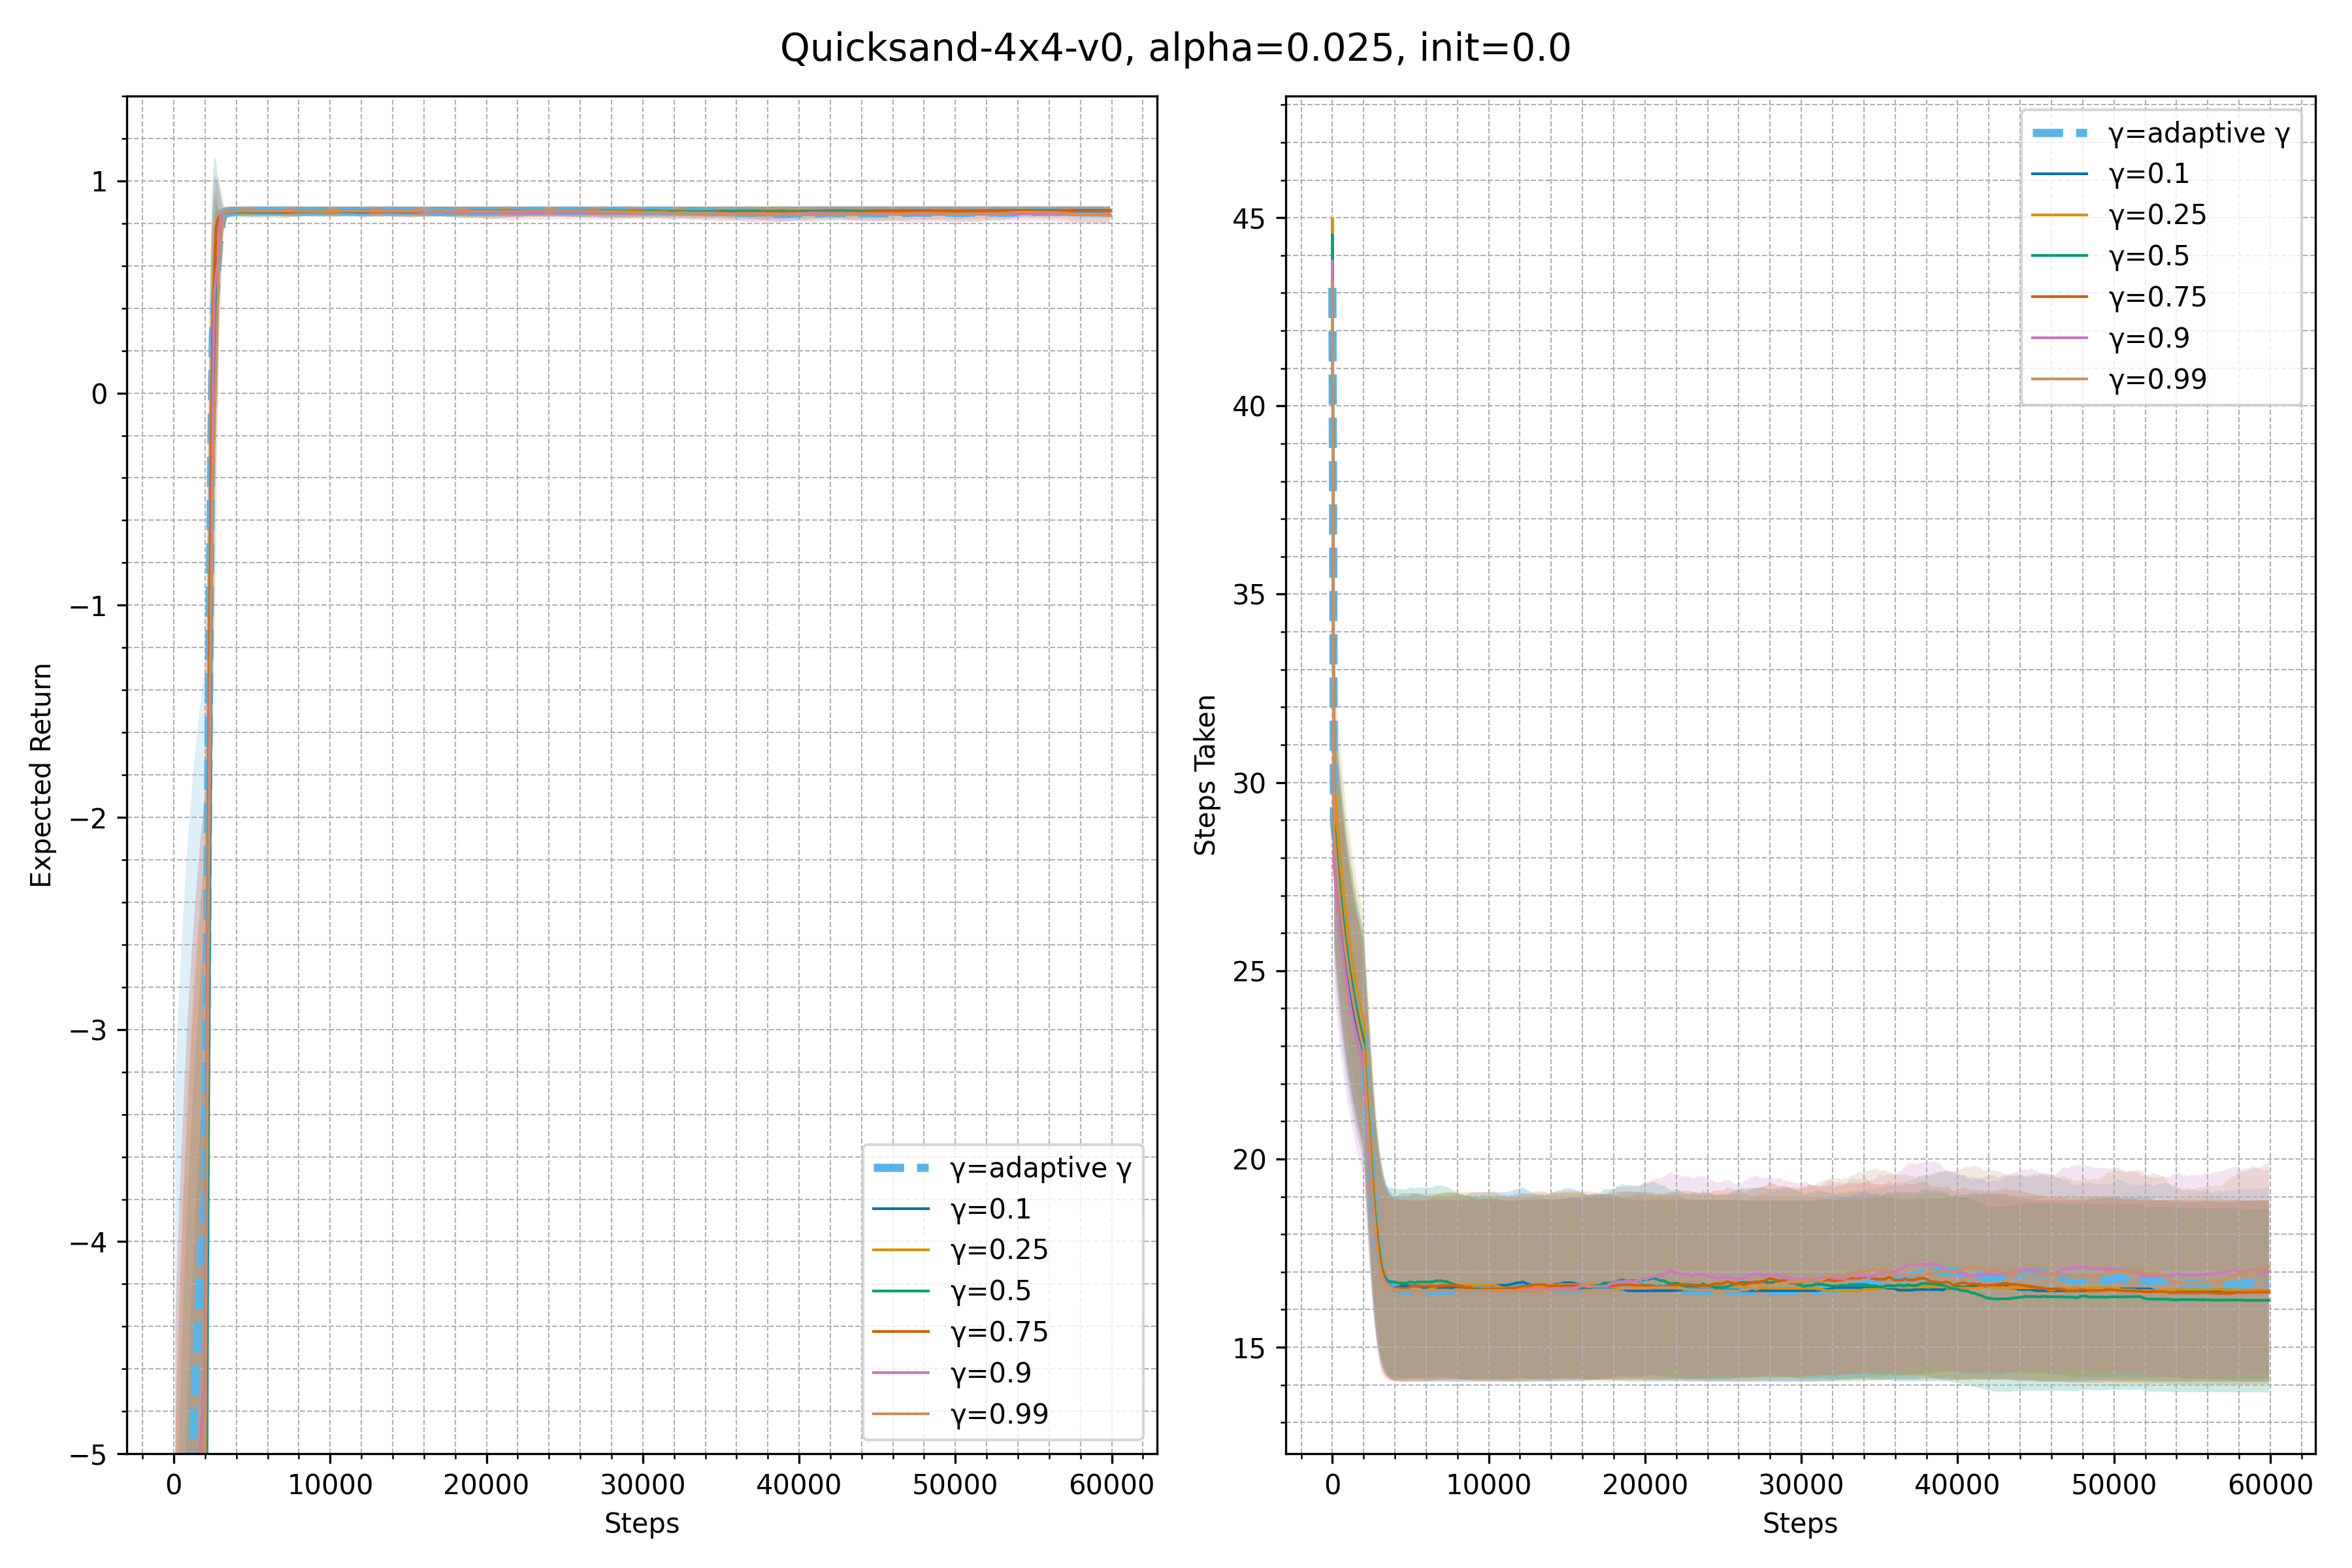 Quicksand-4x4-v0, alpha=0.025, init=0.0
Expected Return
1
0
−1
−2
−3
−4
−5
0 10000 20000 30000 40000 50000 60000
Steps
γ=adaptive γ
γ=0.1
γ=0.25
γ=0.5
γ=0.75
γ=0.9
γ=0.99
Steps Taken
45
40
35
30
25
20
15
0 10000 20000 30000 40000 50000 60000
Steps
γ=adaptive γ
γ=0.1
γ=0.25
γ=0.5
γ=0.75
γ=0.9
γ=0.99